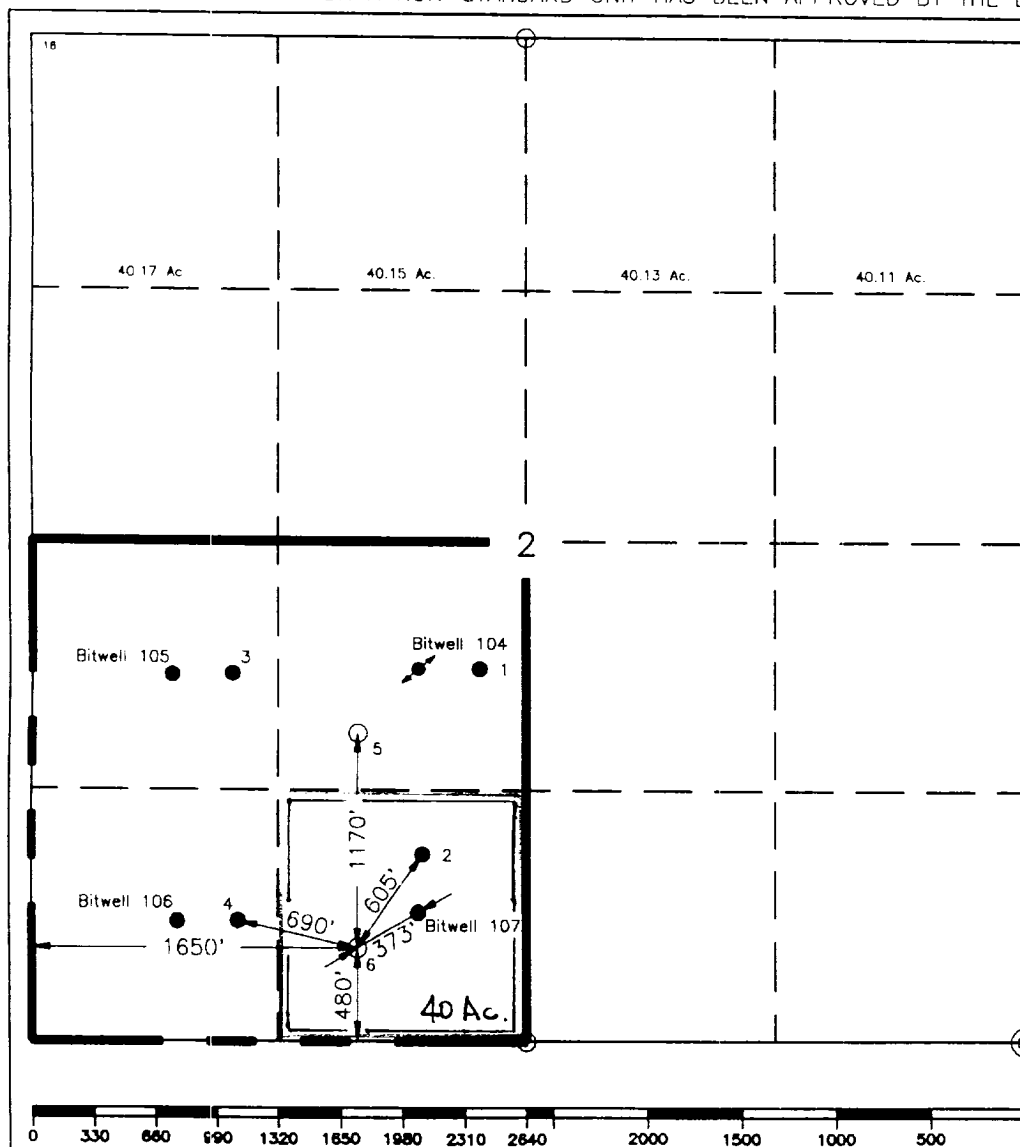 STANDARD UNIT HAS BEEN APPROVED BY THE
18
40.17 Ac
40.15 Ac.
40.13 Ac.
40.11 Ac.
2
Bitwell 104
Bitwell 105
3
1
5
1170'
2
605'
Bitwell 106
4
690'
Bitwell 107
373'
1650'
6
480'
40 Ac.
0 330 660 990 1320 1650 1980 2310 2640 2000 1500 1000 500